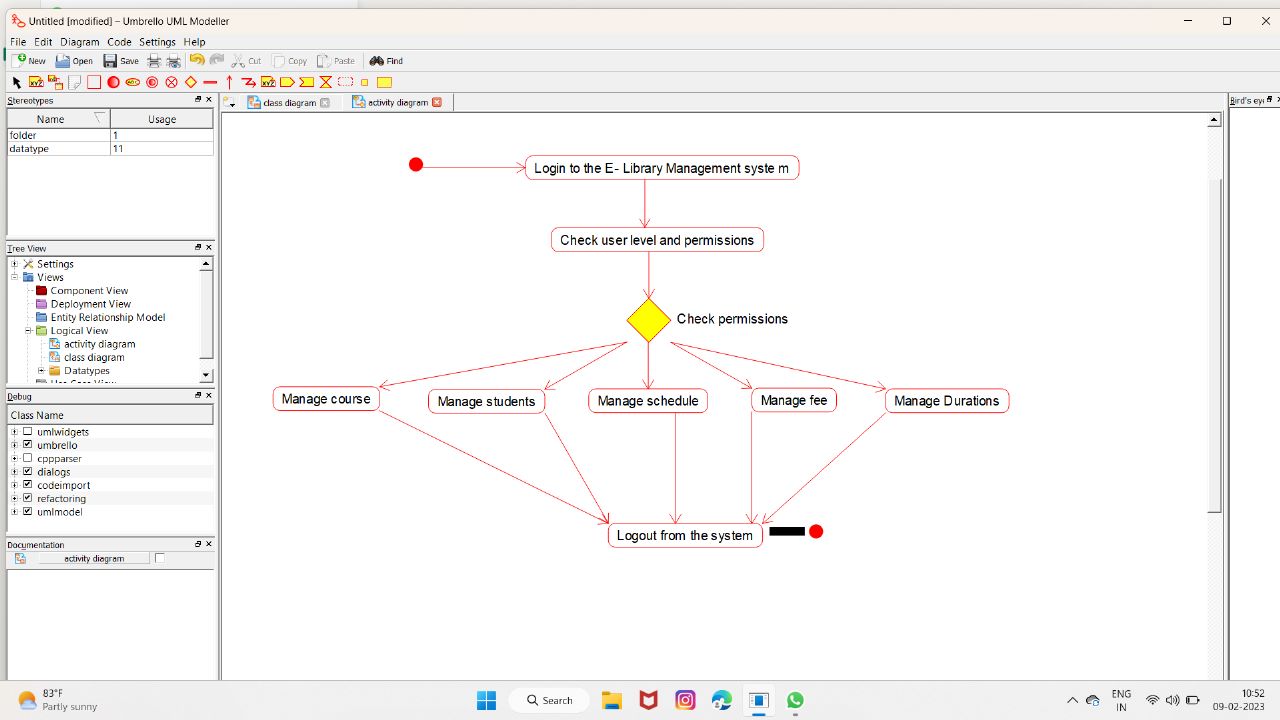 Untitled [modified] – Umbrello UML Modeller
File Edit Diagram Code Settings Help
New Open Save Cut Copy Paste Find
Stereotypes
Name Usage
folder 1
datatype 11
Tree View
Settings
Views
Component View
Deployment View
Entity Relationship Model
Logical View
activity diagram
class diagram
Datatypes
Debug
Class Name
umlwidgets
umbrello
cppparser
dialogs
codeimport
refactoring
umlmodel
Documentation
activity diagram
class diagram activity diagram
Bird's ey
Login to the E- Library Management syste m
Check user level and permissions
Check permissions
Manage course Manage students Manage schedule Manage fee Manage Durations
Logout from the system
83°F
Partly sunny
Search
ENG
IN
10:52
09-02-2023